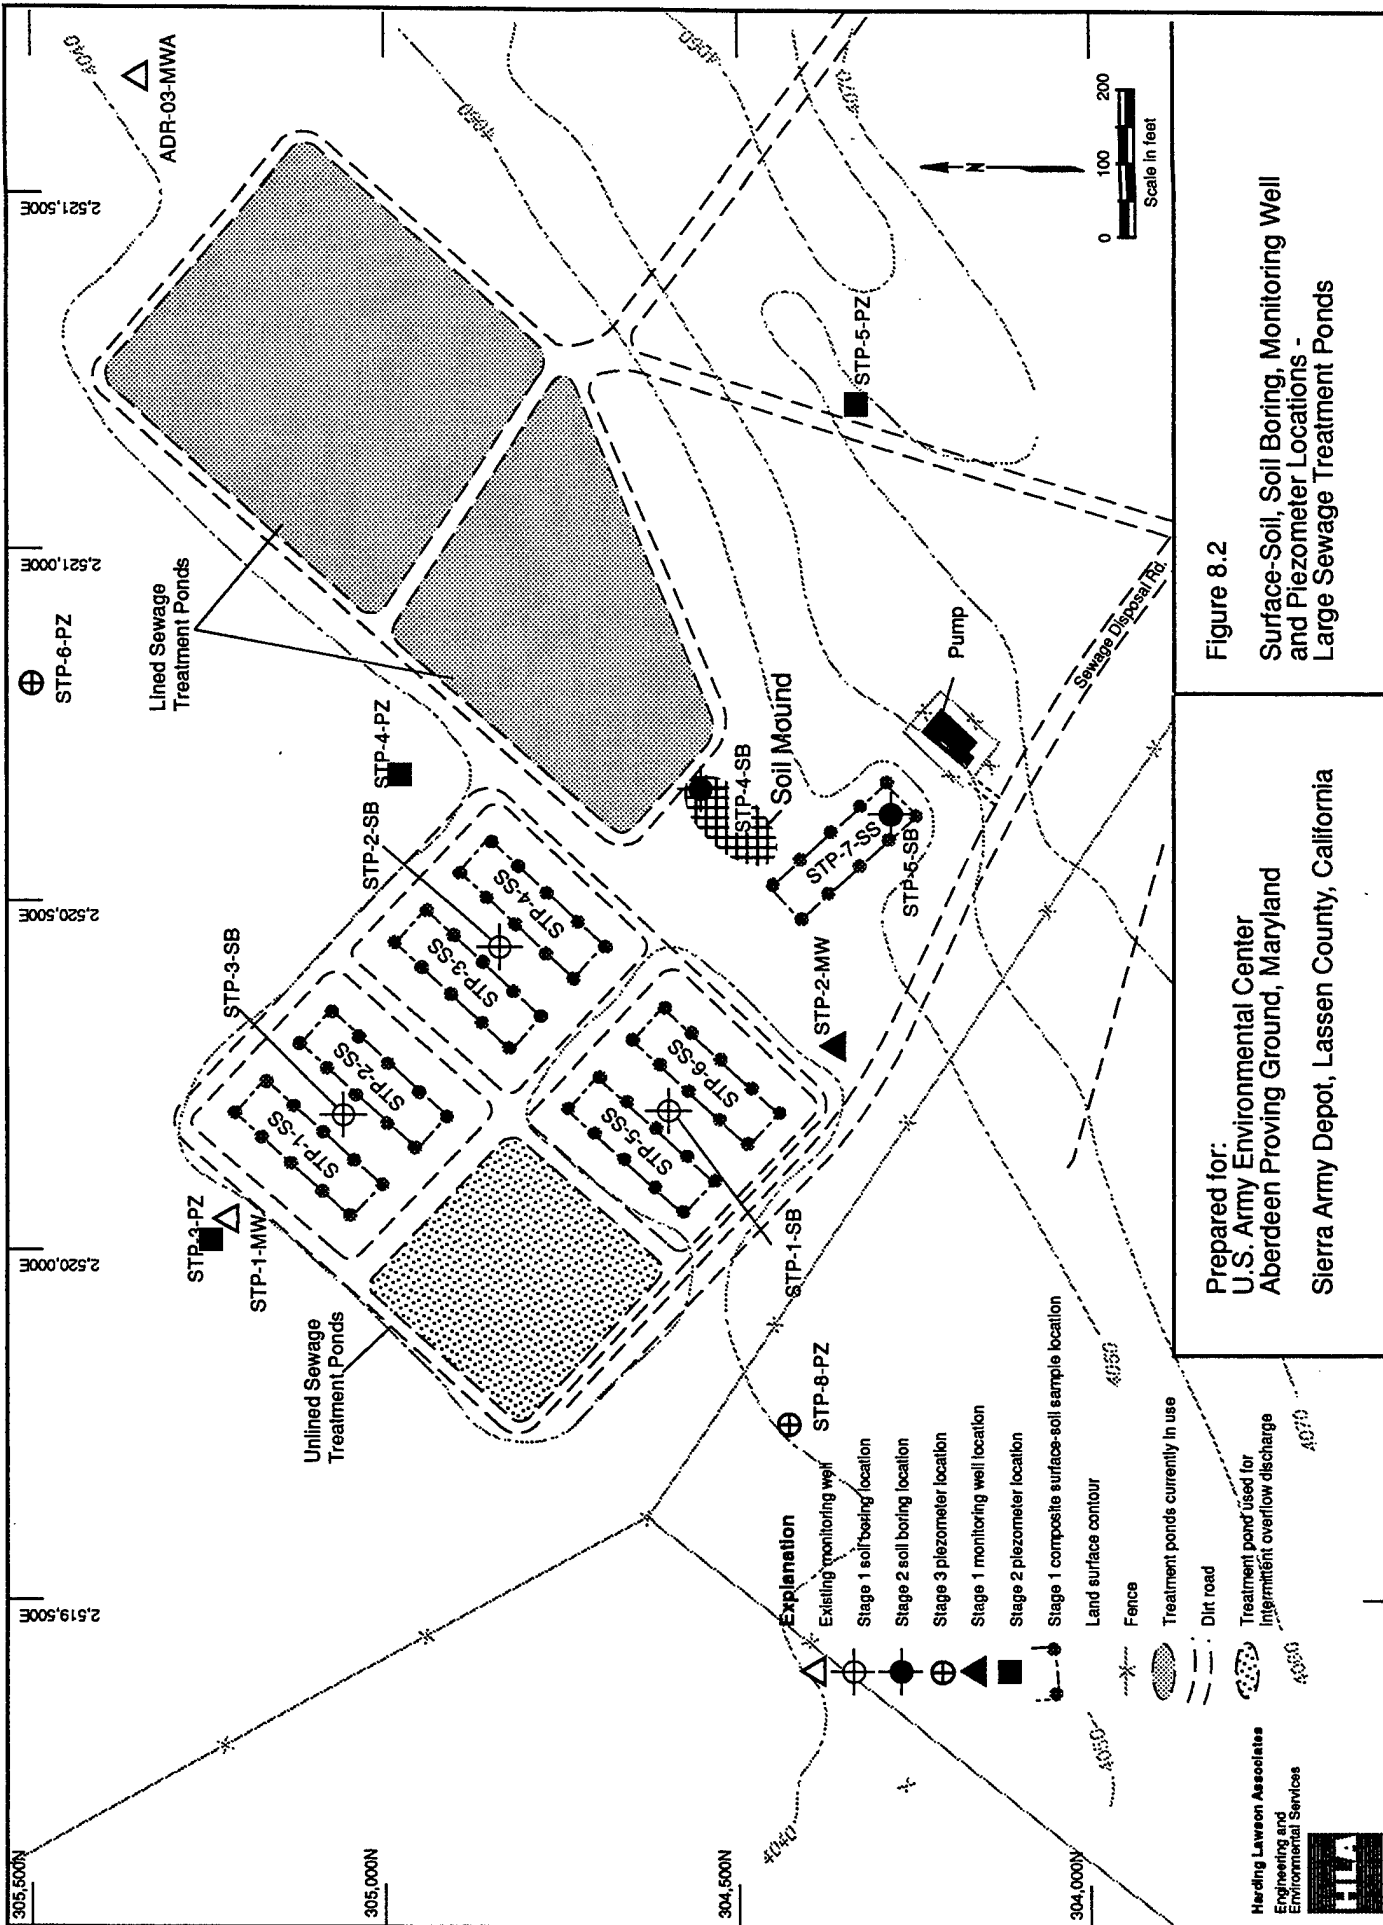 305,500N
305,000N
304,500N
304,000N
2,519,500E
2,520,000E
2,520,500E
2,521,000E
2,521,500E
4040
ADR-03-MWA
4050
4060
4070
STP-6-PZ
Lined Sewage
Treatment Ponds
STP-4-PZ
STP-2-SB
STP-3-SB
STP-3-PZ
STP-1-MW
Unlined Sewage
Treatment Ponds
STP-1-SS
STP-2-SS
STP-3-SS
STP-4-SS
STP-5-SS
STP-6-SS
STP-1-SB
STP-2-MW
STP-4-SB
Soil Mound
STP-7-SS
STP-5-SB
STP-5-PZ
Pump
Sewage Disposal Rd.
STP-8-PZ
4040
4050
4060
4060
4070
N
0 100 200
Scale in feet
Explanation
Existing monitoring well
Stage 1 soil boring location
Stage 2 soil boring location
Stage 3 piezometer location
Stage 1 monitoring well location
Stage 2 piezometer location
Stage 1 composite surface-soil sample location
Land surface contour
Fence
Treatment ponds currently in use
Dirt road
Treatment pond used for
intermittent overflow discharge
Harding Lawson Associates
Engineering and
Environmental Services
HLA
Prepared for:
U.S. Army Environmental Center
Aberdeen Proving Ground, Maryland
Sierra Army Depot, Lassen County, California
Figure 8.2
Surface-Soil, Soil Boring, Monitoring Well
and Piezometer Locations -
Large Sewage Treatment Ponds